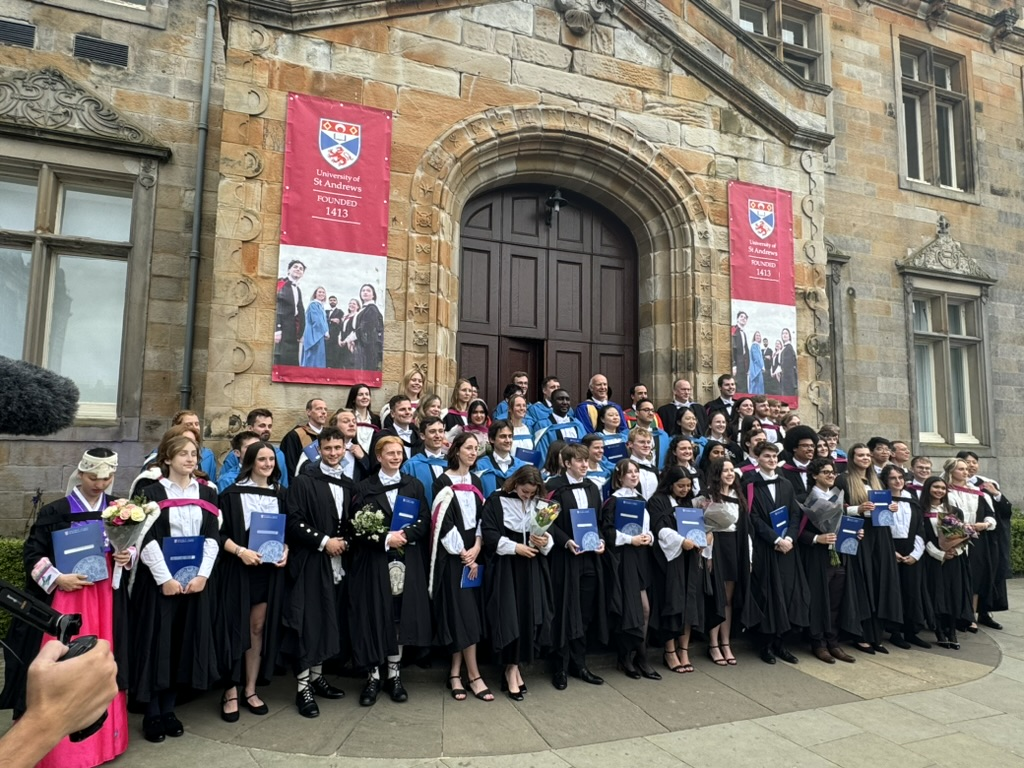 University of
St Andrews
FOUNDED
1413
University of
St Andrews
FOUNDED
1413